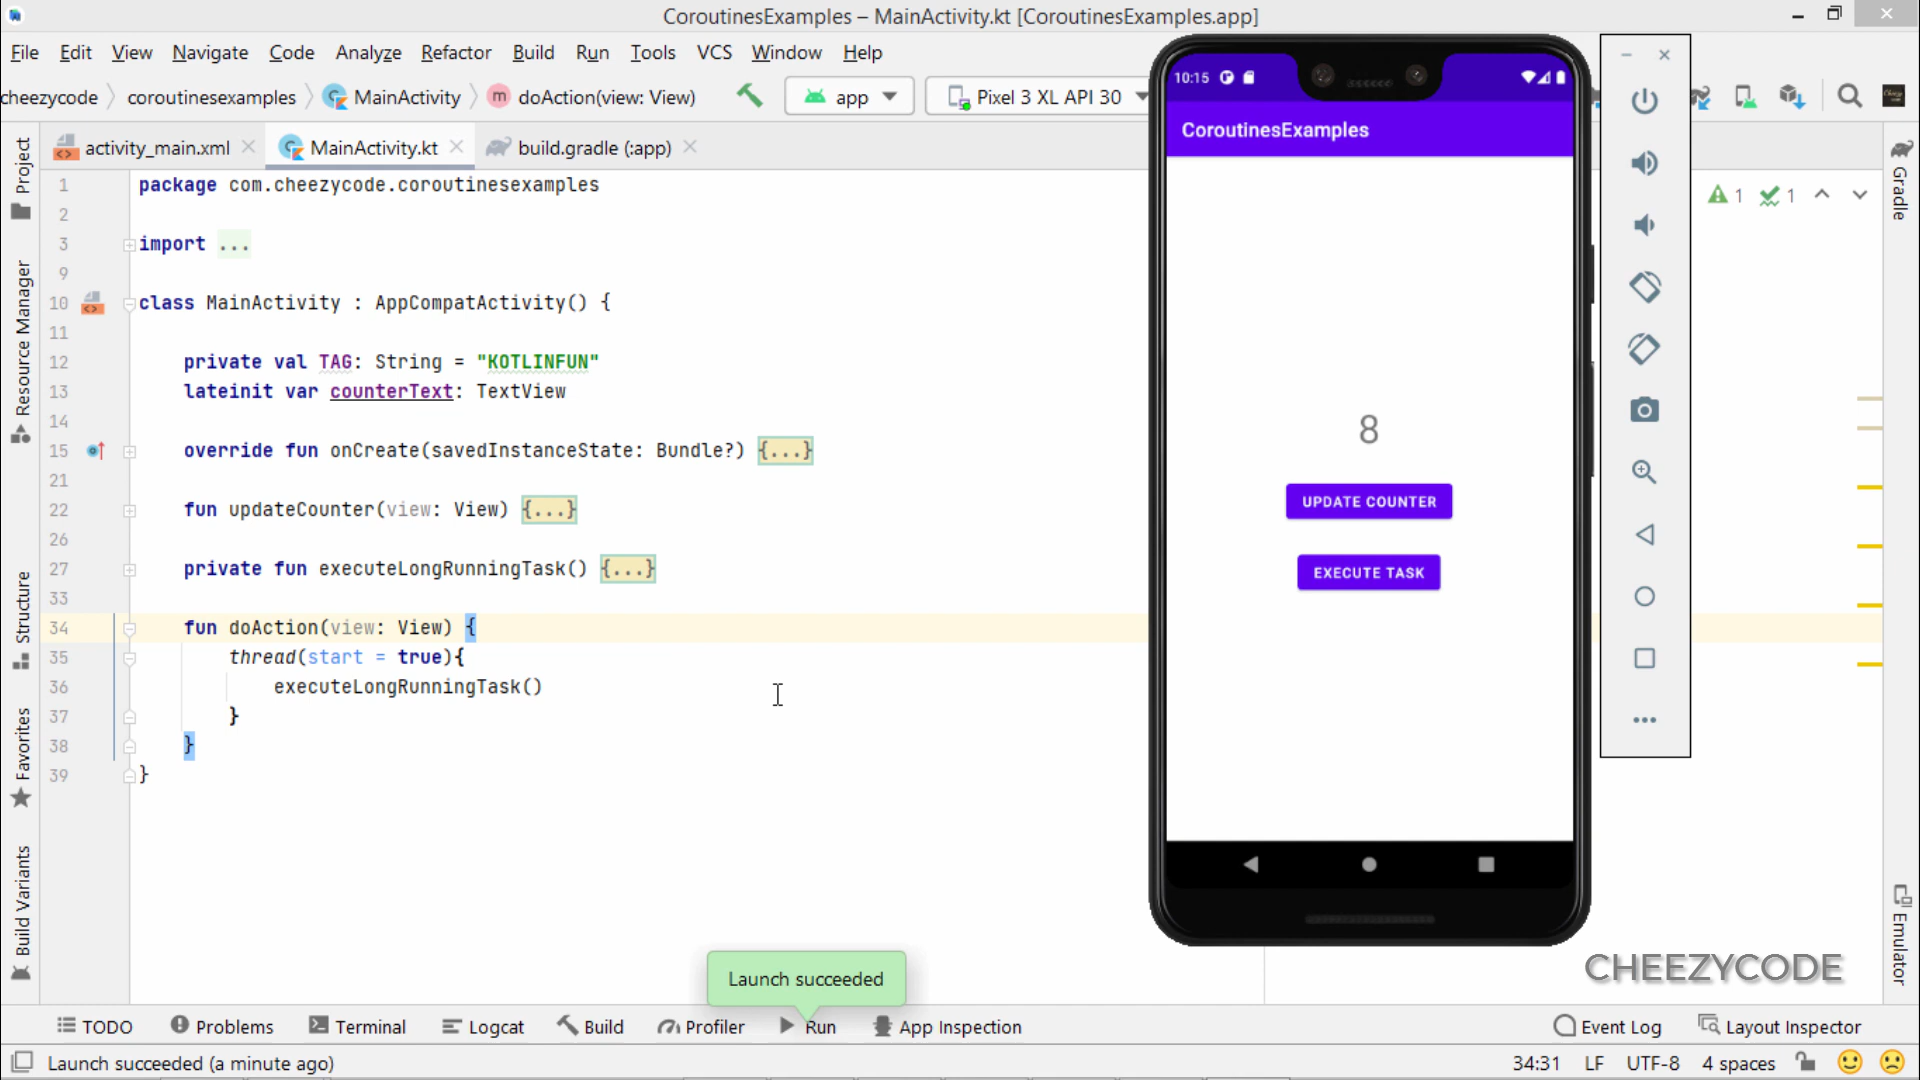 CoroutinesExamples – MainActivity.kt [CoroutinesExamples.app]
File Edit View Navigate Code Analyze Refactor Build Run Tools VCS Window Help
cheezycode coroutinesexamples MainActivity m doAction(view: View) app Pixel 3 XL API 30
activity_main.xml MainActivity.kt build.gradle (:app)
1 package com.cheezycode.coroutinesexamples
2
3 import ...
9
10 class MainActivity : AppCompatActivity() {
11
12 private val TAG: String = "KOTLINFUN"
13 lateinit var counterText: TextView
14
15 override fun onCreate(savedInstanceState: Bundle?) {...}
21
22 fun updateCounter(view: View) {...}
26
27 private fun executeLongRunningTask() {...}
33
34 fun doAction(view: View) {
35 thread(start = true){
36 executeLongRunningTask()
37 }
38 }
39 }
1 1
Project
Resource Manager
Structure
Favorites
Build Variants
Gradle
Emulator
10:15
CoroutinesExamples
8
UPDATE COUNTER
EXECUTE TASK
CHEEZYCODE
Launch succeeded
TODO Problems Terminal Logcat Build Profiler Run App Inspection Event Log Layout Inspector
Launch succeeded (a minute ago) 34:31 LF UTF-8 4 spaces